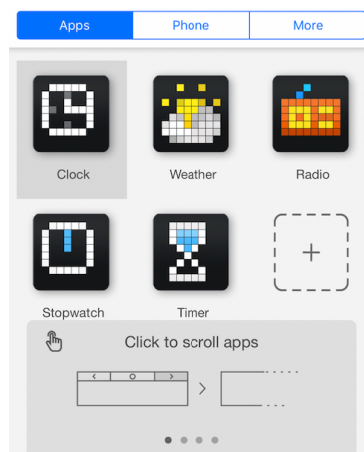 Apps Phone More
Clock Weather Radio
Stopwatch Timer
Click to scroll apps